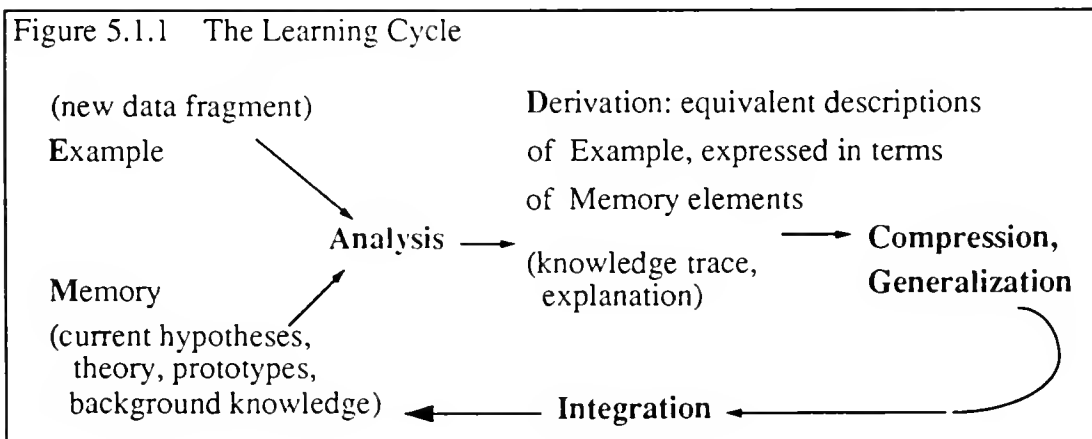 Figure 5.1.1 The Learning Cycle
(new data fragment)
Example
Memory
(current hypotheses,
theory, prototypes,
background knowledge)
Analysis
Derivation: equivalent descriptions
of Example, expressed in terms
of Memory elements
(knowledge trace,
explanation)
Compression,
Generalization
Integration